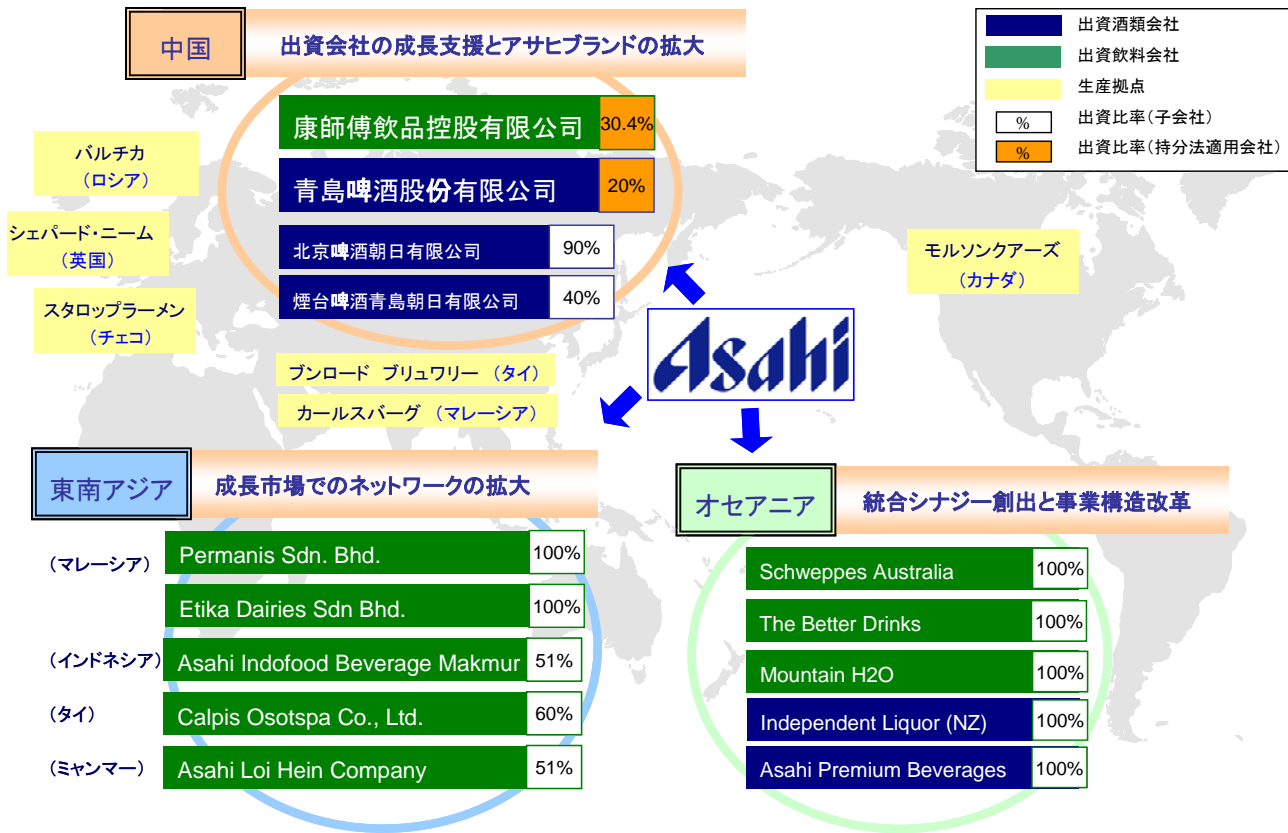 中国
出資会社の成長支援とアサヒブランドの拡大
出資酒類会社
出資飲料会社
生産拠点
% 出資比率(子会社)
% 出資比率(持分法適用会社)
康師傅飲品控股有限公司 30.4%
青島啤酒股份有限公司 20%
北京啤酒朝日有限公司 90%
煙台啤酒青島朝日有限公司 40%
バルチカ
(ロシア)
シェパード・ニーム
(英国)
スタロップラーメン
(チェコ)
モルソンクアーズ
(カナダ)
ブンロード ブリュワリー (タイ)
カールスバーグ (マレーシア)
Asahi
東南アジア
成長市場でのネットワークの拡大
(マレーシア) Permanis Sdn. Bhd. 100%
Etika Dairies Sdn Bhd. 100%
(インドネシア) Asahi Indofood Beverage Makmur 51%
(タイ) Calpis Osotspa Co., Ltd. 60%
(ミャンマー) Asahi Loi Hein Company 51%
オセアニア
統合シナジー創出と事業構造改革
Schweppes Australia 100%
The Better Drinks 100%
Mountain H2O 100%
Independent Liquor (NZ) 100%
Asahi Premium Beverages 100%